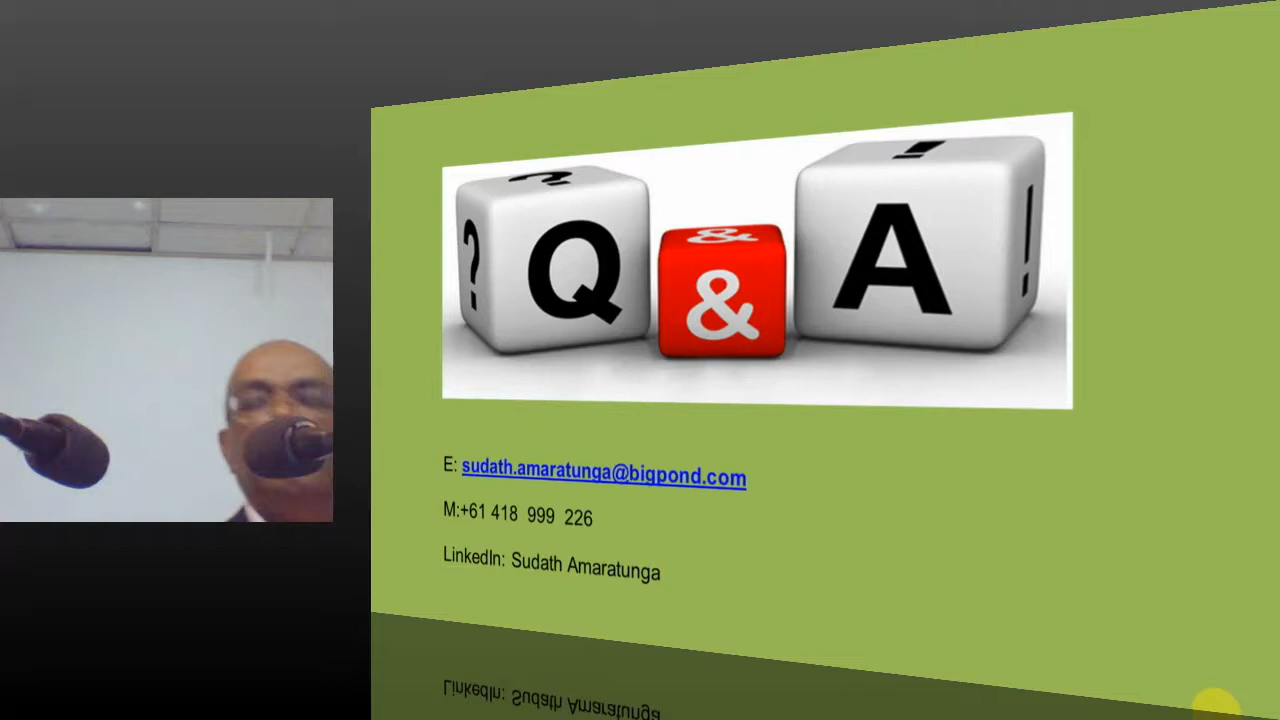 ? ? Q & & ! A !
E: sudath.amaratunga@bigpond.com
M:+61 418 999 226
LinkedIn: Sudath Amaratunga
LinkedIn: Sudath Amaratunga